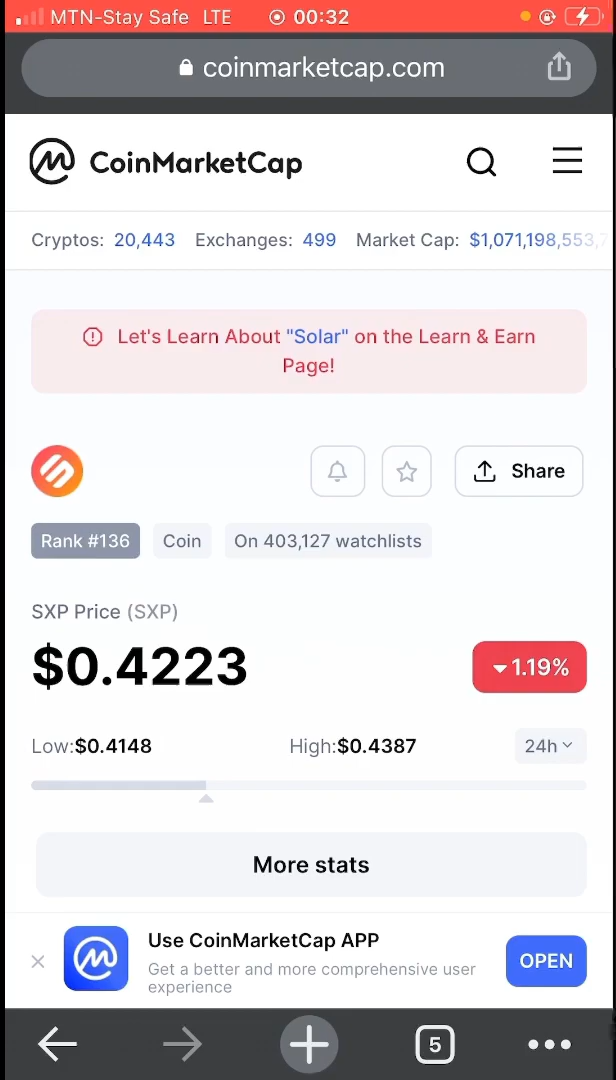 MTN-Stay Safe LTE 00:32
coinmarketcap.com
CoinMarketCap
Cryptos: 20,443 Exchanges: 499 Market Cap: $1,071,198,553,7
Let's Learn About "Solar" on the Learn & Earn
Page!
Share
Rank #136 Coin On 403,127 watchlists
SXP Price (SXP)
$0.4223 1.19%
Low:$0.4148 High:$0.4387 24h
More stats
Use CoinMarketCap APP
Get a better and more comprehensive user
experience
OPEN
5